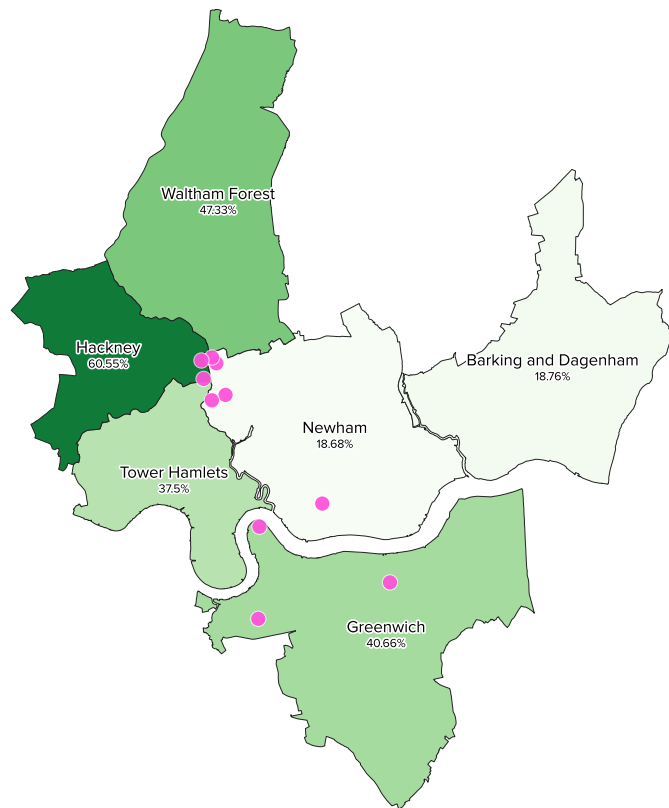 Waltham Forest
47.33%
Hackney
60.55%
Barking and Dagenham
18.76%
Newham
18.68%
Tower Hamlets
37.5%
Greenwich
40.66%